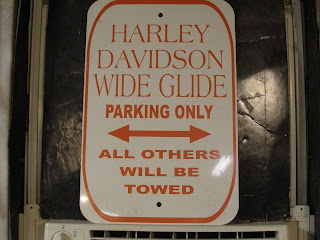 HARLEY
DAVIDSON
WIDE GLIDE
PARKING ONLY
ALL OTHERS
WILL BE
TOWED